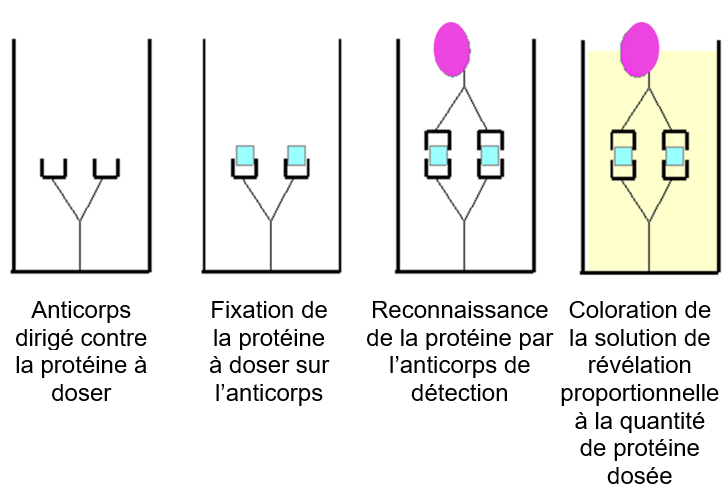 Anticorps
dirigé contre
la protéine à
doser
Fixation de
la protéine
à doser sur
l’anticorps
Reconnaissance
de la protéine par
l’anticorps de
détection
Coloration de
la solution de
révélation
proportionnelle
à la quantité
de protéine
dosée